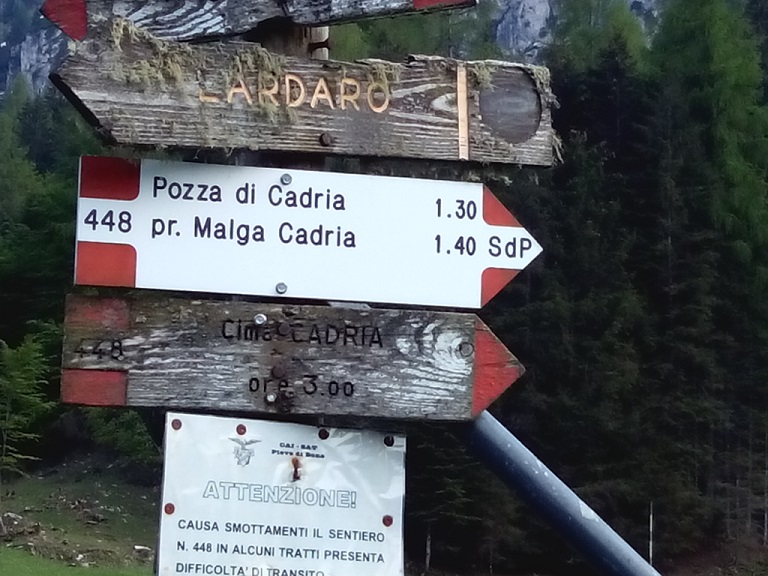 LARDARO
Pozza di Cadria 1.30
448 pr. Malga Cadria 1.40 SdP
Cima CADRIA
448
ore 3.00
CAI - SAT
Pieve di Bono
ATTENZIONE!
CAUSA SMOTTAMENTI IL SENTIERO
N. 448 IN ALCUNI TRATTI PRESENTA
DIFFICOLTA' DI TRANSITO